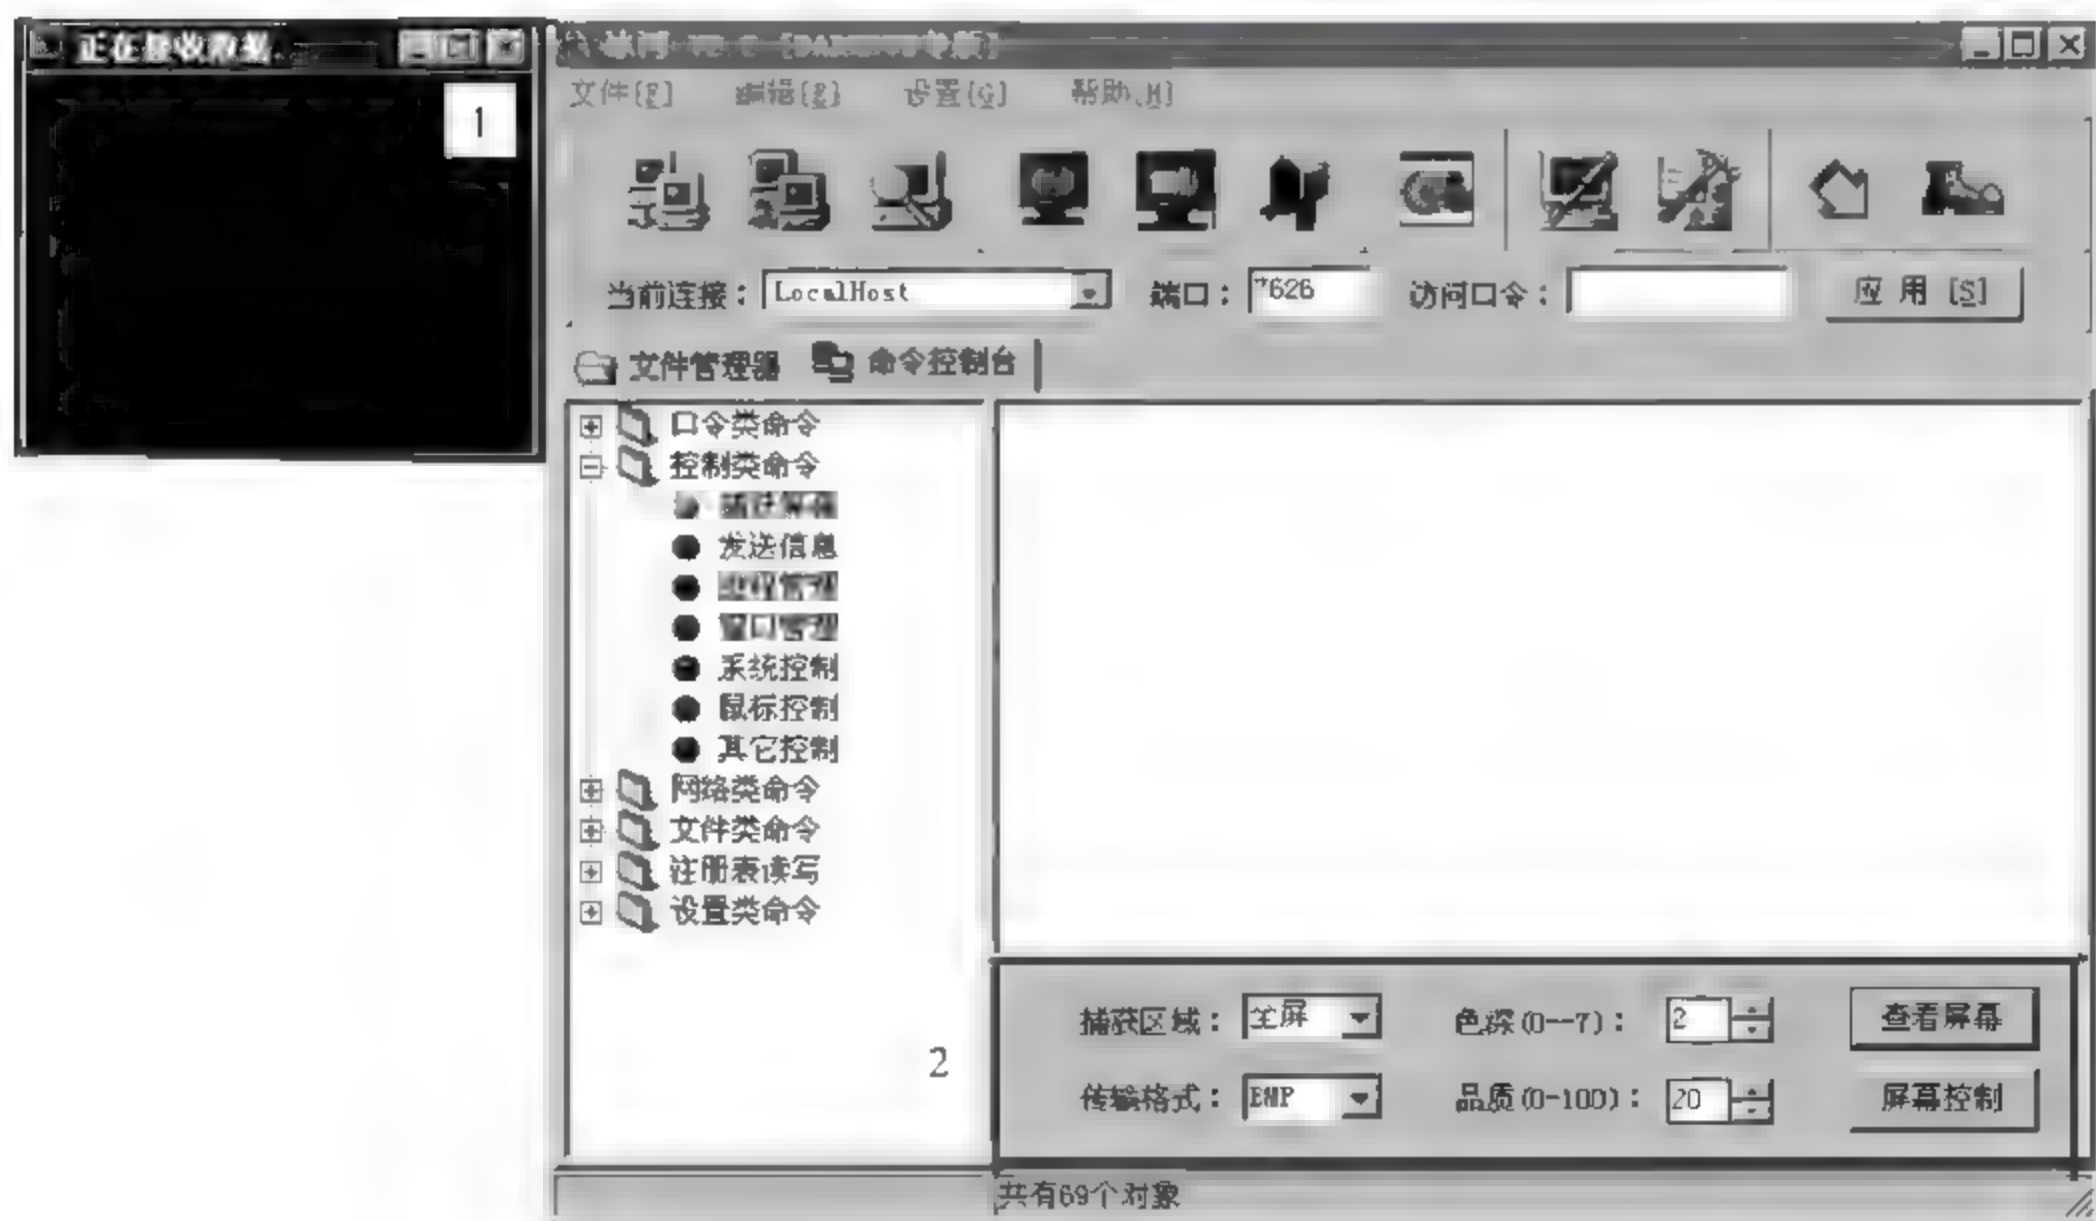 正在接收数据
1
文件[F] 编辑[E] 设置[G] 帮助[H]
当前连接： LocalHost 端口： 7626 访问口令： 应 用 [S]
文件管理器 命令控制台
口令类命令
控制类命令
发送信息
进程管理
窗口管理
系统控制
鼠标控制
其它控制
网络类命令
文件类命令
注册表读写
设置类命令
2
捕获区域： 全屏 色深(0--7)： 2 查看屏幕
传输格式： BMP 品质(0-100)： 20 屏幕控制
共有69个对象